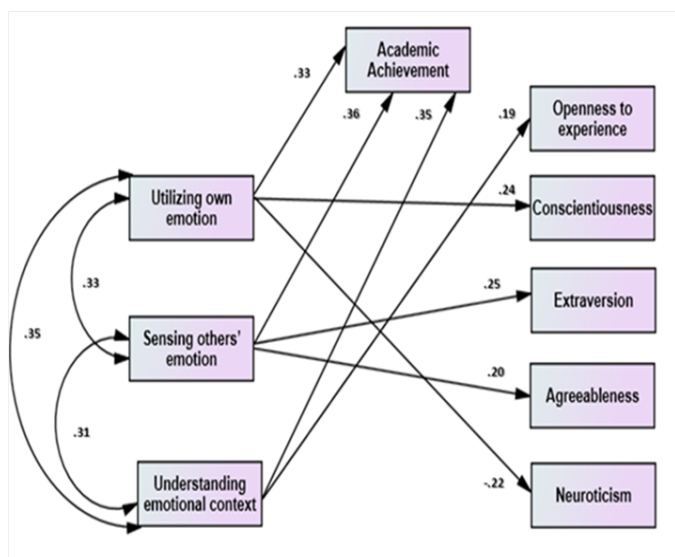 Academic
Achievement
.33
.36
.35
.19
Openness to
experience
Utilizing own
emotion
.24
Conscientiousness
.33
.25
Extraversion
.35
Sensing others'
emotion
.20
Agreeableness
.31
Understanding
emotional context
-.22
Neuroticism